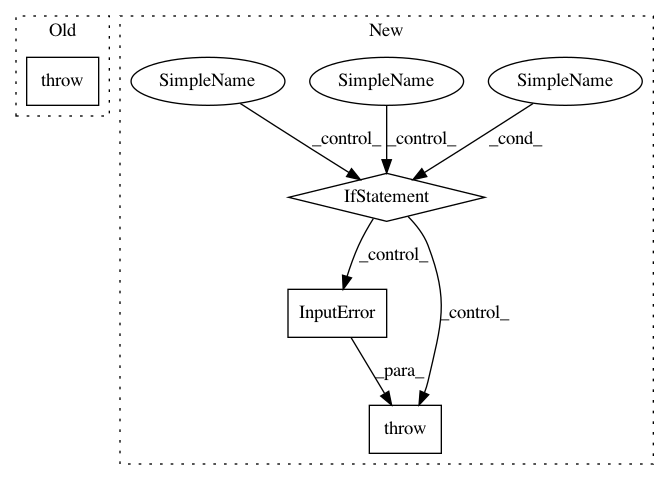 Old
New
throw
SimpleName
SimpleName
SimpleName
_control_
_control_
_cond_
IfStatement
_control_
_control_
InputError
_para_
throw